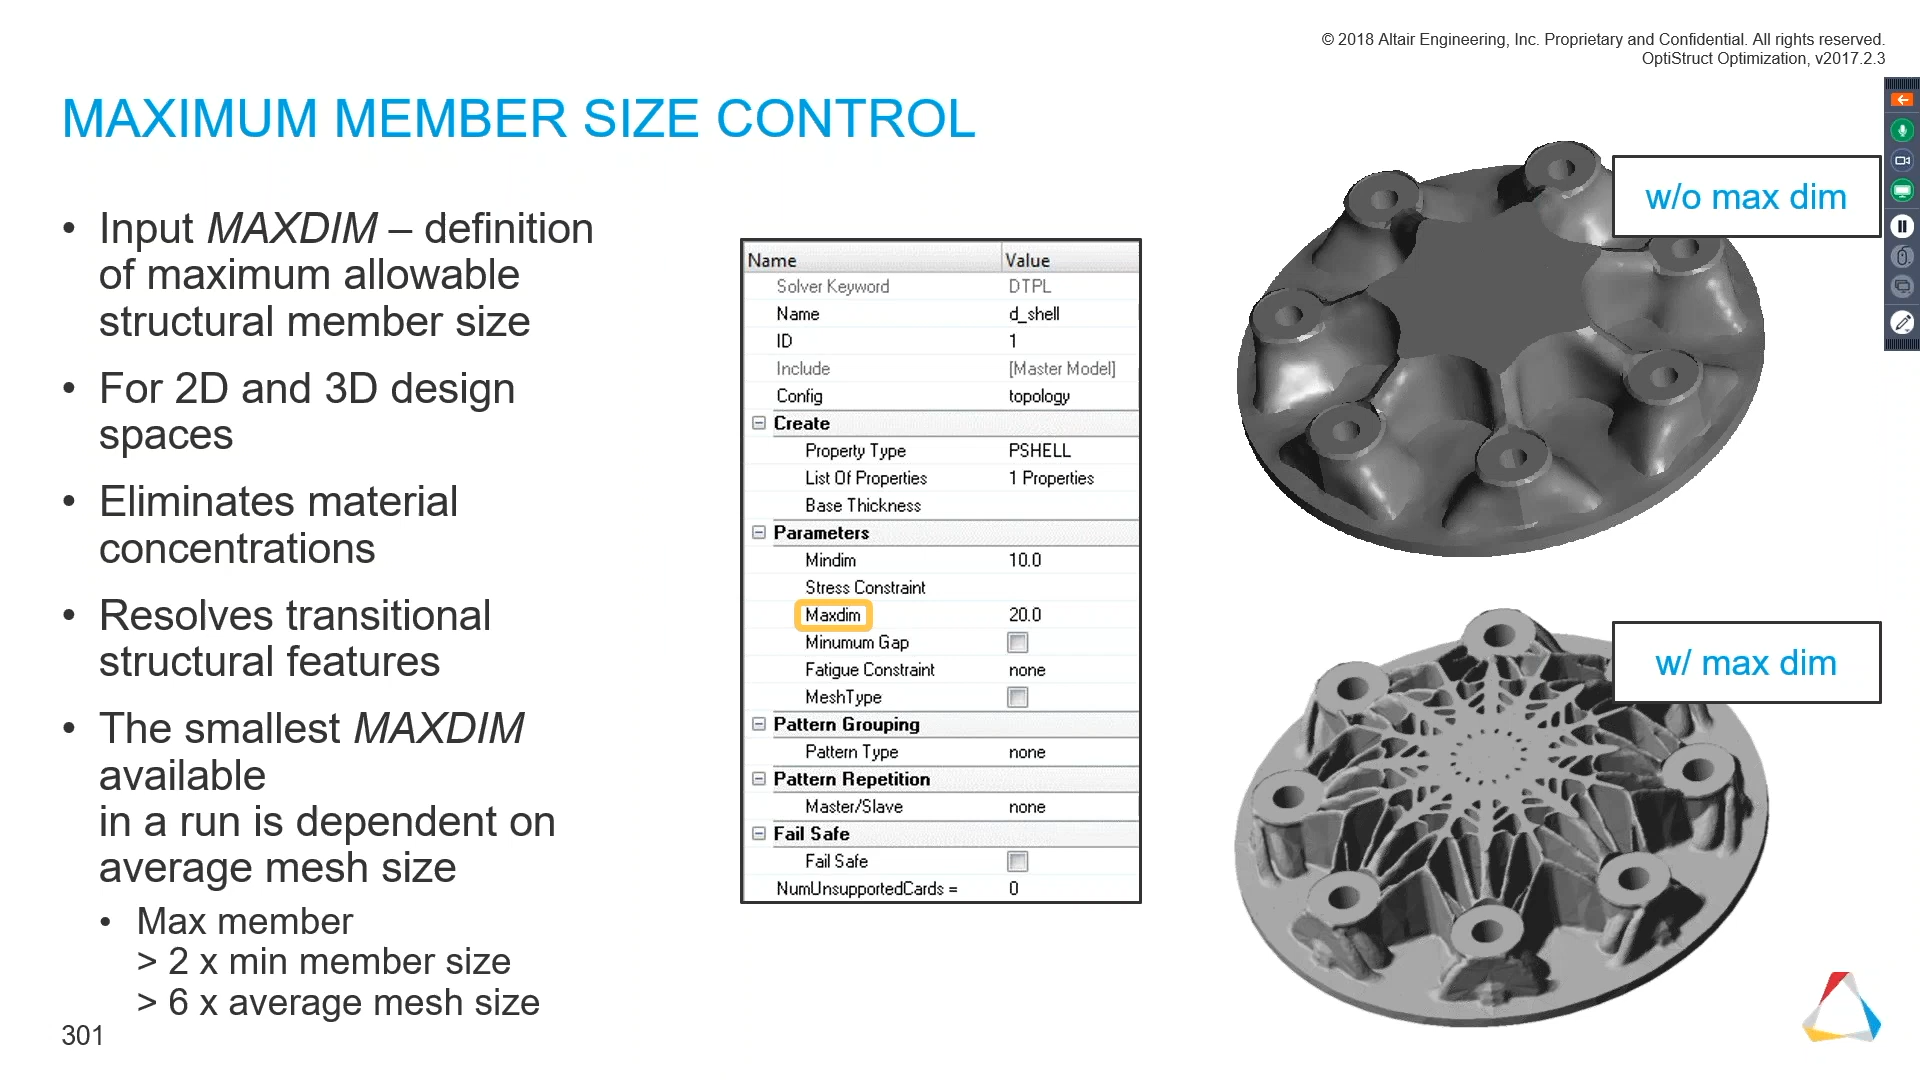 © 2018 Altair Engineering, Inc. Proprietary and Confidential. All rights reserved.
OptiStruct Optimization, v2017.2.3
MAXIMUM MEMBER SIZE CONTROL
• Input MAXDIM – definition
of maximum allowable
structural member size
• For 2D and 3D design
spaces
• Eliminates material
concentrations
• Resolves transitional
structural features
• The smallest MAXDIM
available
in a run is dependent on
average mesh size
• Max member
> 2 x min member size
> 6 x average mesh size
301
Name Value
Solver Keyword DTPL
Name d_shell
ID 1
Include [Master Model]
Config topology
Create
Property Type PSHELL
List Of Properties 1 Properties
Base Thickness
Parameters
Mindim 10.0
Stress Constraint
Maxdim 20.0
Minumum Gap
Fatigue Constraint none
MeshType
Pattern Grouping
Pattern Type none
Pattern Repetition
Master/Slave none
Fail Safe
Fail Safe
NumUnsupportedCards = 0
w/o max dim
w/ max dim